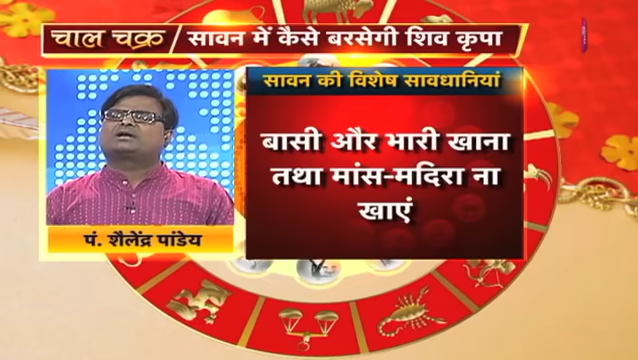 चाल चक्र / सावन में कैसे बरसेगी शिव कृपा
सावन की विशेष सावधानियां
बासी और भारी खाना
तथा मांस-मदिरा ना
खाएं
पं. शैलेंद्र पांडेय